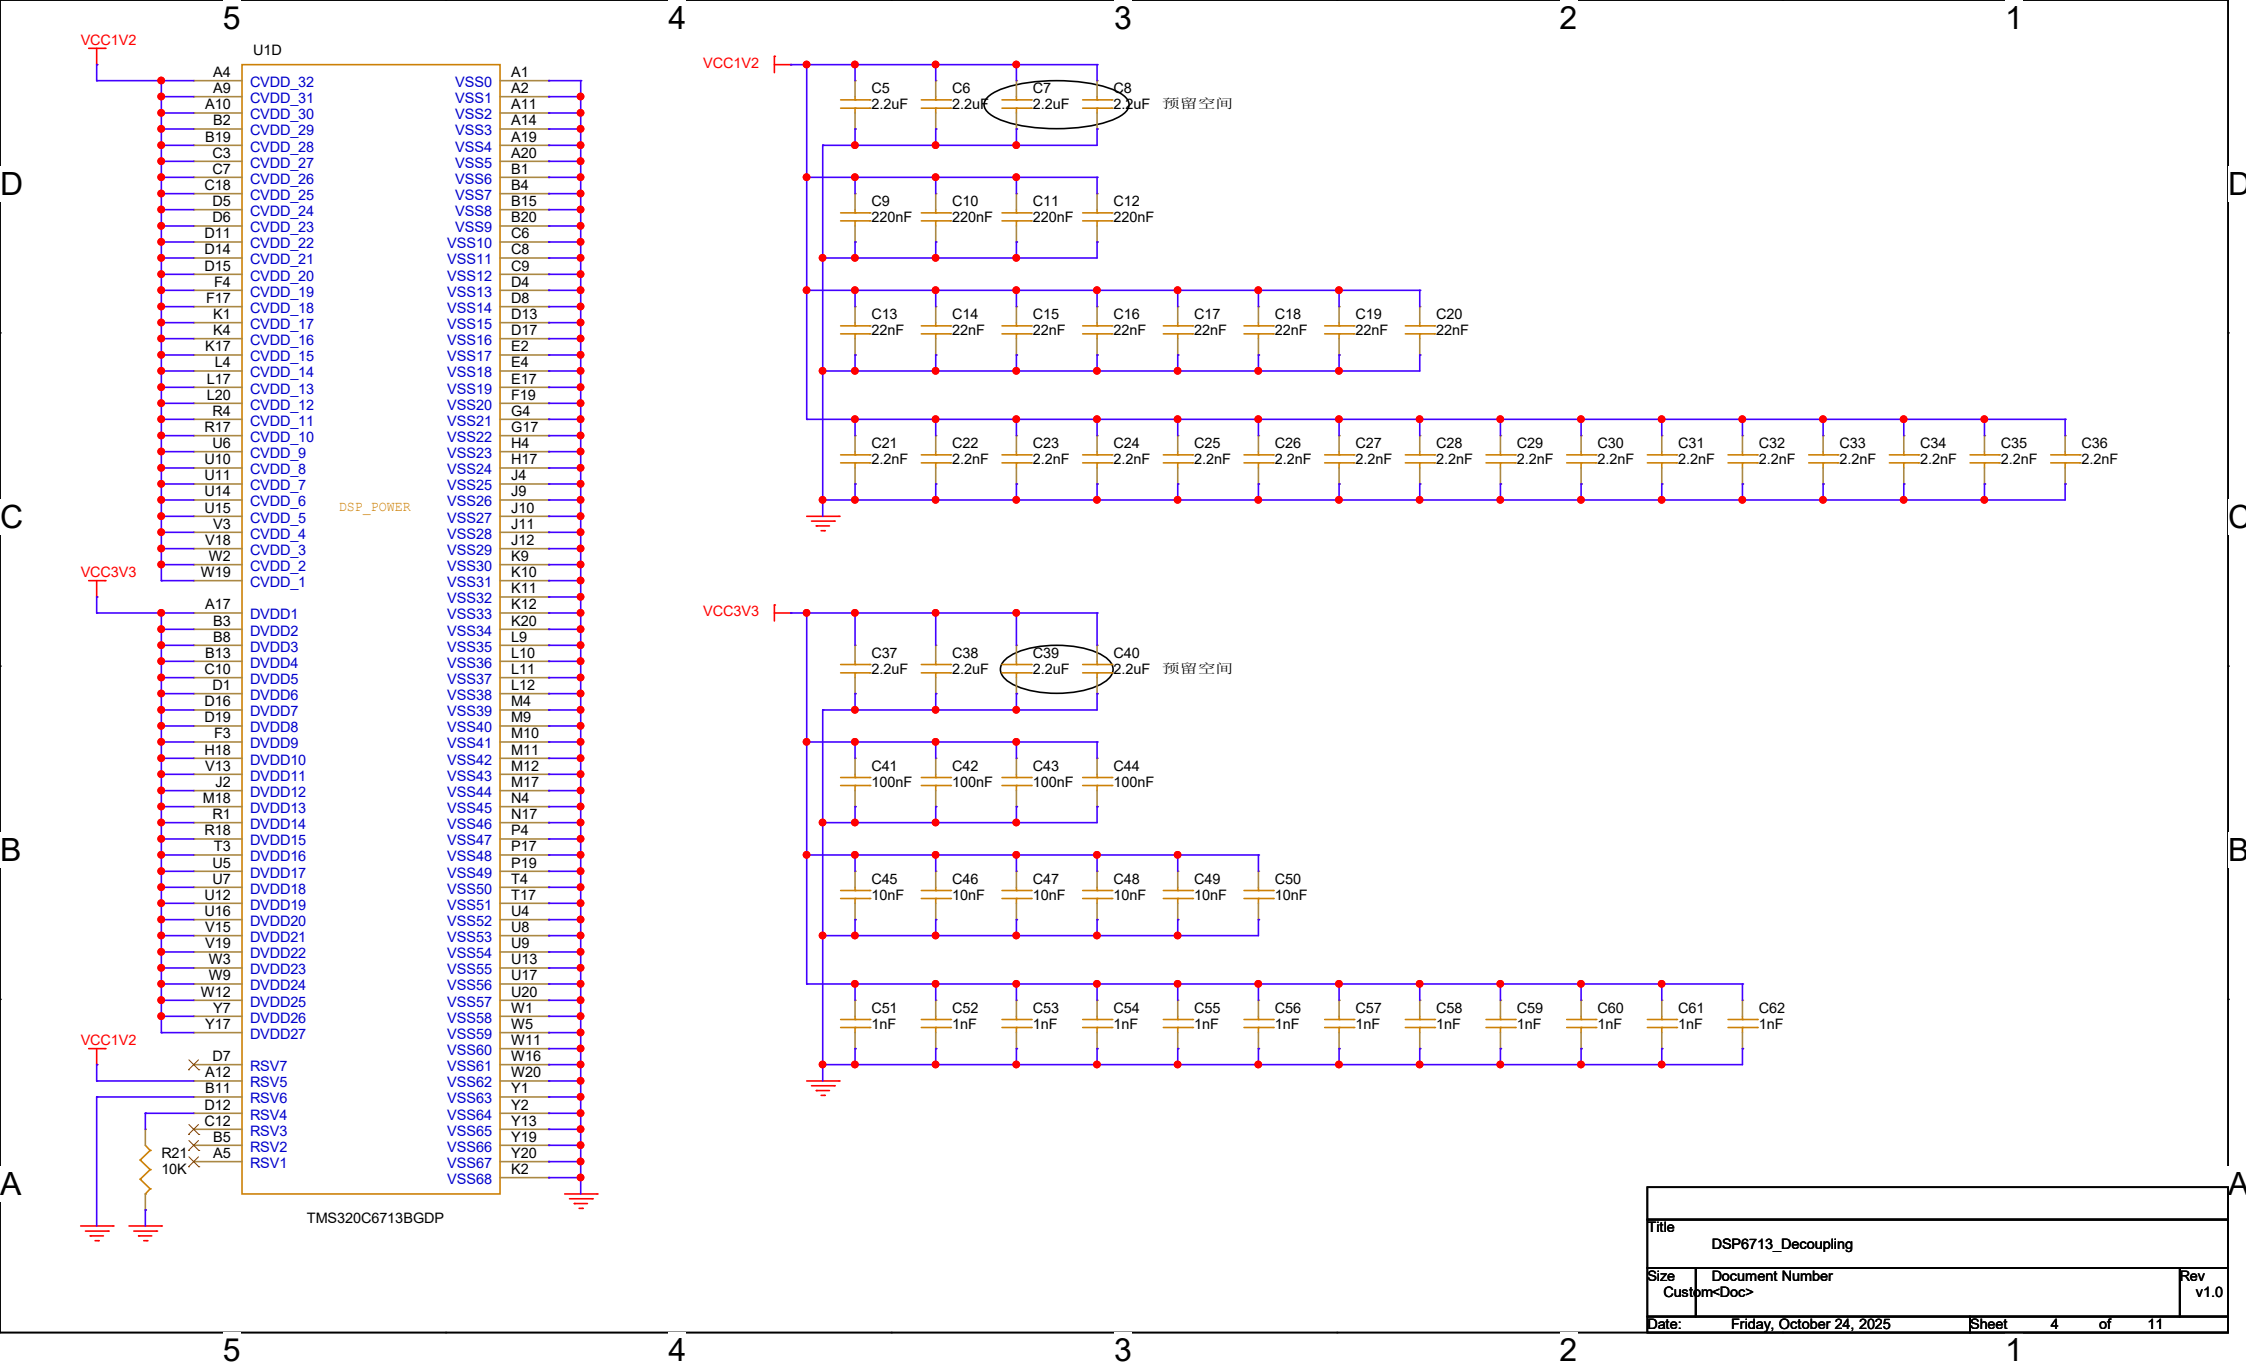 5 4 3 2 1
D D
C C
B B
A A
VCC1V2
U1D
A4 CVDD_32 VSS0 A1
A9 CVDD_31 VSS1 A2
A10 CVDD_30 VSS2 A11
B2 CVDD_29 VSS3 A14
B19 CVDD_28 VSS4 A19
C3 CVDD_27 VSS5 A20
C7 CVDD_26 VSS6 B1
C18 CVDD_25 VSS7 B4
D5 CVDD_24 VSS8 B15
D6 CVDD_23 VSS9 B20
D11 CVDD_22 VSS10 C6
D14 CVDD_21 VSS11 C8
D15 CVDD_20 VSS12 C9
F4 CVDD_19 VSS13 D4
F17 CVDD_18 VSS14 D8
K1 CVDD_17 VSS15 D13
K4 CVDD_16 VSS16 D17
K17 CVDD_15 VSS17 E2
L4 CVDD_14 VSS18 E4
L17 CVDD_13 VSS19 E17
L20 CVDD_12 VSS20 F19
R4 CVDD_11 VSS21 G4
R17 CVDD_10 VSS22 G17
U6 CVDD_9 VSS23 H4
U10 CVDD_8 VSS24 H17
U11 CVDD_7 VSS25 J4
U14 CVDD_6 VSS26 J9
U15 CVDD_5 VSS27 J10
V3 CVDD_4 VSS28 J11
V18 CVDD_3 VSS29 J12
W2 CVDD_2 VSS30 K9
W19 CVDD_1 VSS31 K10
VSS32 K11
DSP_POWER
VCC3V3
A17 DVDD1 VSS33 K12
B3 DVDD2 VSS34 K20
B8 DVDD3 VSS35 L9
B13 DVDD4 VSS36 L10
C10 DVDD5 VSS37 L11
D1 DVDD6 VSS38 L12
D16 DVDD7 VSS39 M4
D19 DVDD8 VSS40 M9
F3 DVDD9 VSS41 M10
H18 DVDD10 VSS42 M11
V13 DVDD11 VSS43 M12
J2 DVDD12 VSS44 M17
M18 DVDD13 VSS45 N4
R1 DVDD14 VSS46 N17
R18 DVDD15 VSS47 P4
T3 DVDD16 VSS48 P17
U5 DVDD17 VSS49 P19
U7 DVDD18 VSS50 T4
U12 DVDD19 VSS51 T17
U16 DVDD20 VSS52 U4
V15 DVDD21 VSS53 U8
V19 DVDD22 VSS54 U9
W3 DVDD23 VSS55 U13
W9 DVDD24 VSS56 U17
W12 DVDD25 VSS57 U20
Y7 DVDD26 VSS58 W1
Y17 DVDD27 VSS59 W5
VSS60 W11
VCC1V2
D7 RSV7 VSS61 W16
A12 RSV5 VSS62 W20
B11 RSV6 VSS63 Y1
D12 RSV4 VSS64 Y2
C12 RSV3 VSS65 Y13
B5 RSV2 VSS66 Y19
A5 RSV1 VSS67 Y20
VSS68 K2
R21
10K
TMS320C6713BGDP
VCC1V2
C5 C6 C7 C8
2.2uF 2.2uF 2.2uF 2.2uF 预留空间
C9 C10 C11 C12
220nF 220nF 220nF 220nF
C13 C14 C15 C16 C17 C18 C19 C20
22nF 22nF 22nF 22nF 22nF 22nF 22nF 22nF
C21 C22 C23 C24 C25 C26 C27 C28 C29 C30 C31 C32 C33 C34 C35 C36
2.2nF 2.2nF 2.2nF 2.2nF 2.2nF 2.2nF 2.2nF 2.2nF 2.2nF 2.2nF 2.2nF 2.2nF 2.2nF 2.2nF 2.2nF 2.2nF
VCC3V3
C37 C38 C39 C40
2.2uF 2.2uF 2.2uF 2.2uF 预留空间
C41 C42 C43 C44
100nF 100nF 100nF 100nF
C45 C46 C47 C48 C49 C50
10nF 10nF 10nF 10nF 10nF 10nF
C51 C52 C53 C54 C55 C56 C57 C58 C59 C60 C61 C62
1nF 1nF 1nF 1nF 1nF 1nF 1nF 1nF 1nF 1nF 1nF 1nF
Title
DSP6713_Decoupling
Size Document Number Rev
Custom <Doc> v1.0
Date: Friday, October 24, 2025 Sheet 4 of 11
5 4 3 2 1